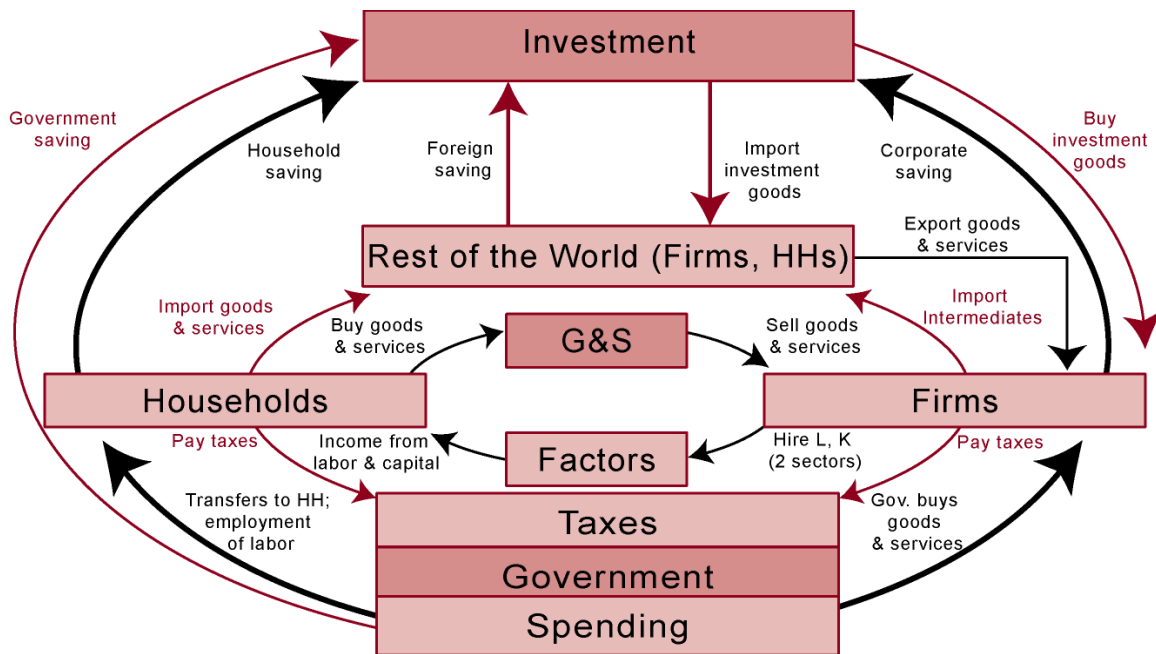 Investment
Government
saving
Household
saving
Foreign
saving
Import
investment
goods
Corporate
saving
Buy
investment
goods
Export goods
& services
Rest of the World (Firms, HHs)
Import goods
& services
Buy goods
& services
G&S
Sell goods
& services
Import
Intermediates
Households
Firms
Pay taxes
Income from
labor & capital
Factors
Hire L, K
(2 sectors)
Pay taxes
Transfers to HH;
employment
of labor
Taxes
Gov. buys
goods
& services
Government
Spending